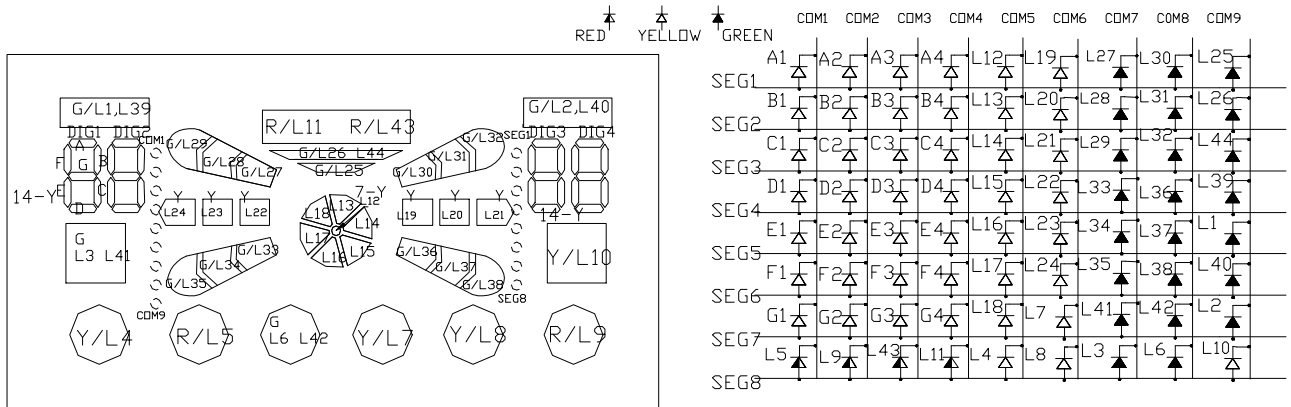 RED YELLOW GREEN
COM1 COM2 COM3 COM4 COM5 COM6 COM7 COM8 COM9
A1 A2 A3 A4 L12 L19 L27 L30 L25
SEG1
B1 B2 B3 B4 L13 L20 L28 L31 L26
SEG2
C1 C2 C3 C4 L14 L21 L29 L32 L44
SEG3
D1 D2 D3 D4 L15 L22 L33 L36 L39
SEG4
E1 E2 E3 E4 L16 L23 L34 L37 L1
SEG5
F1 F2 F3 F4 L17 L24 L35 L38 L40
SEG6
G1 G2 G3 G4 L18 L7 L41 L42 L2
SEG7
L5 L9 L43 L11 L4 L8 L3 L6 L10
SEG8
G/L1,L39 R/L11 R/L43 G/L2,L40
DIG1 DIG2 COM1 G/L29 G/L28 G/L27 G/L26 L44 G/L32 G/L31 G/L30 SEG1 DIG3 DIG4
G/L25
A
F G B
E C
D
14-Y Y Y Y 7-Y Y Y Y 14-Y
L24 L23 L22 L18 L13 L12 L14 L19 L20 L21
L17 L16 L15
G
L3 L41 G/L35 G/L34 G/L33 G/L36 G/L37 G/L38 Y/L10
COM9 SEG8
G
Y/L4 R/L5 L6 L42 Y/L7 Y/L8 R/L9